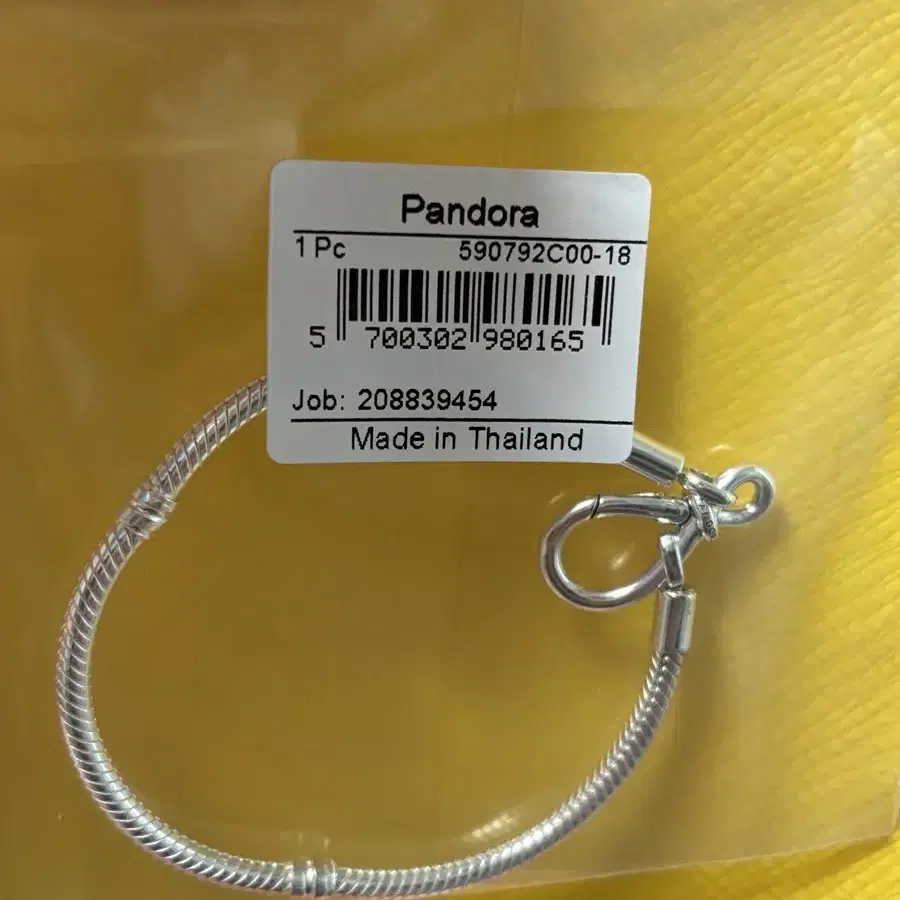 Pandora
1 Pc 590792C00-18
5 700302 980165
Job: 208839454
Made in Thailand